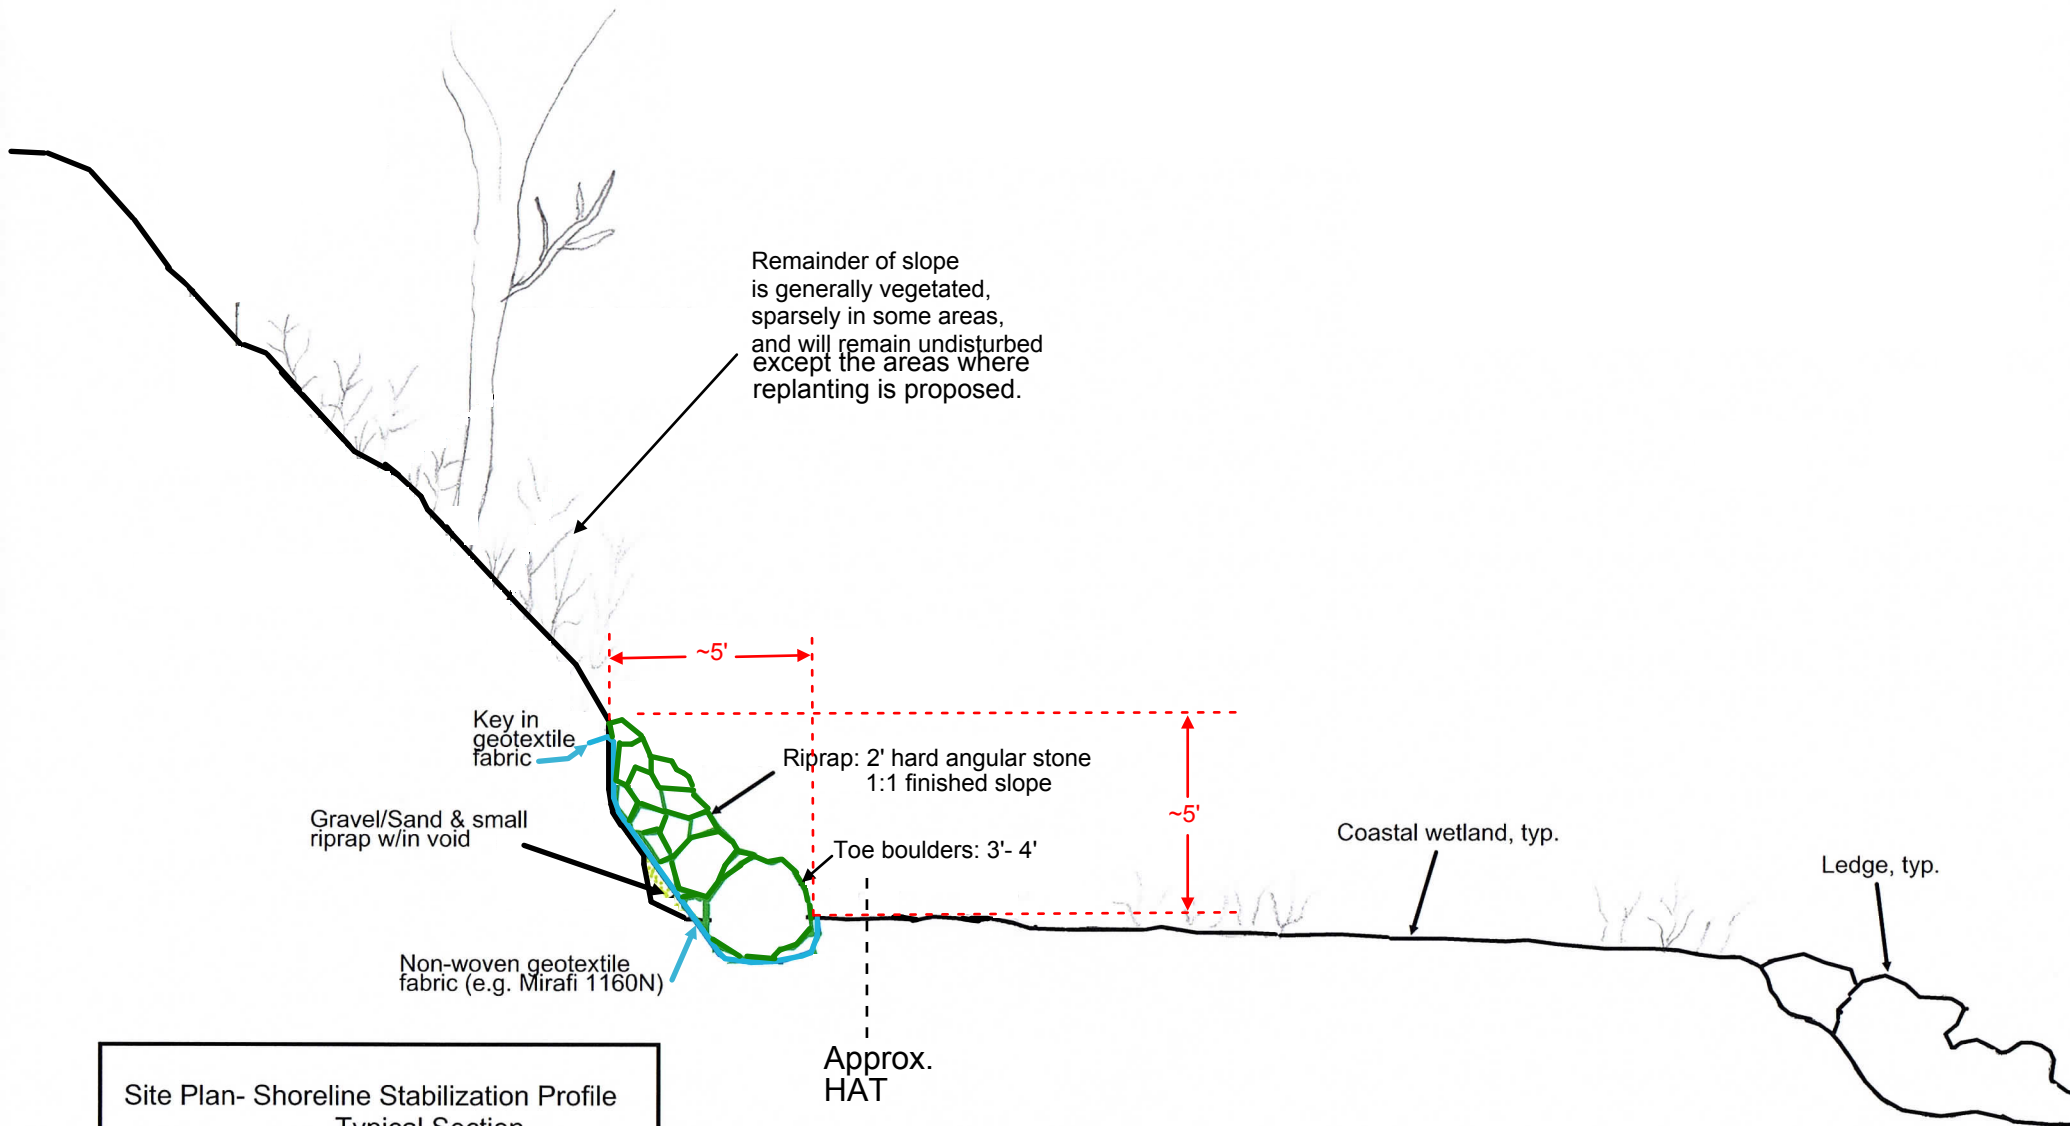 Remainder of slope
is generally vegetated,
sparsely in some areas,
and will remain undisturbed
except the areas where
replanting is proposed.
~5'
Key in
geotextile
fabric
Riprap: 2' hard angular stone
1:1 finished slope
~5'
Gravel/Sand & small
riprap w/in void
Toe boulders: 3'- 4'
Coastal wetland, typ.
Ledge, typ.
Non-woven geotextile
fabric (e.g. Mirafi 1160N)
Approx.
HAT
Site Plan- Shoreline Stabilization Profile
Typical Section